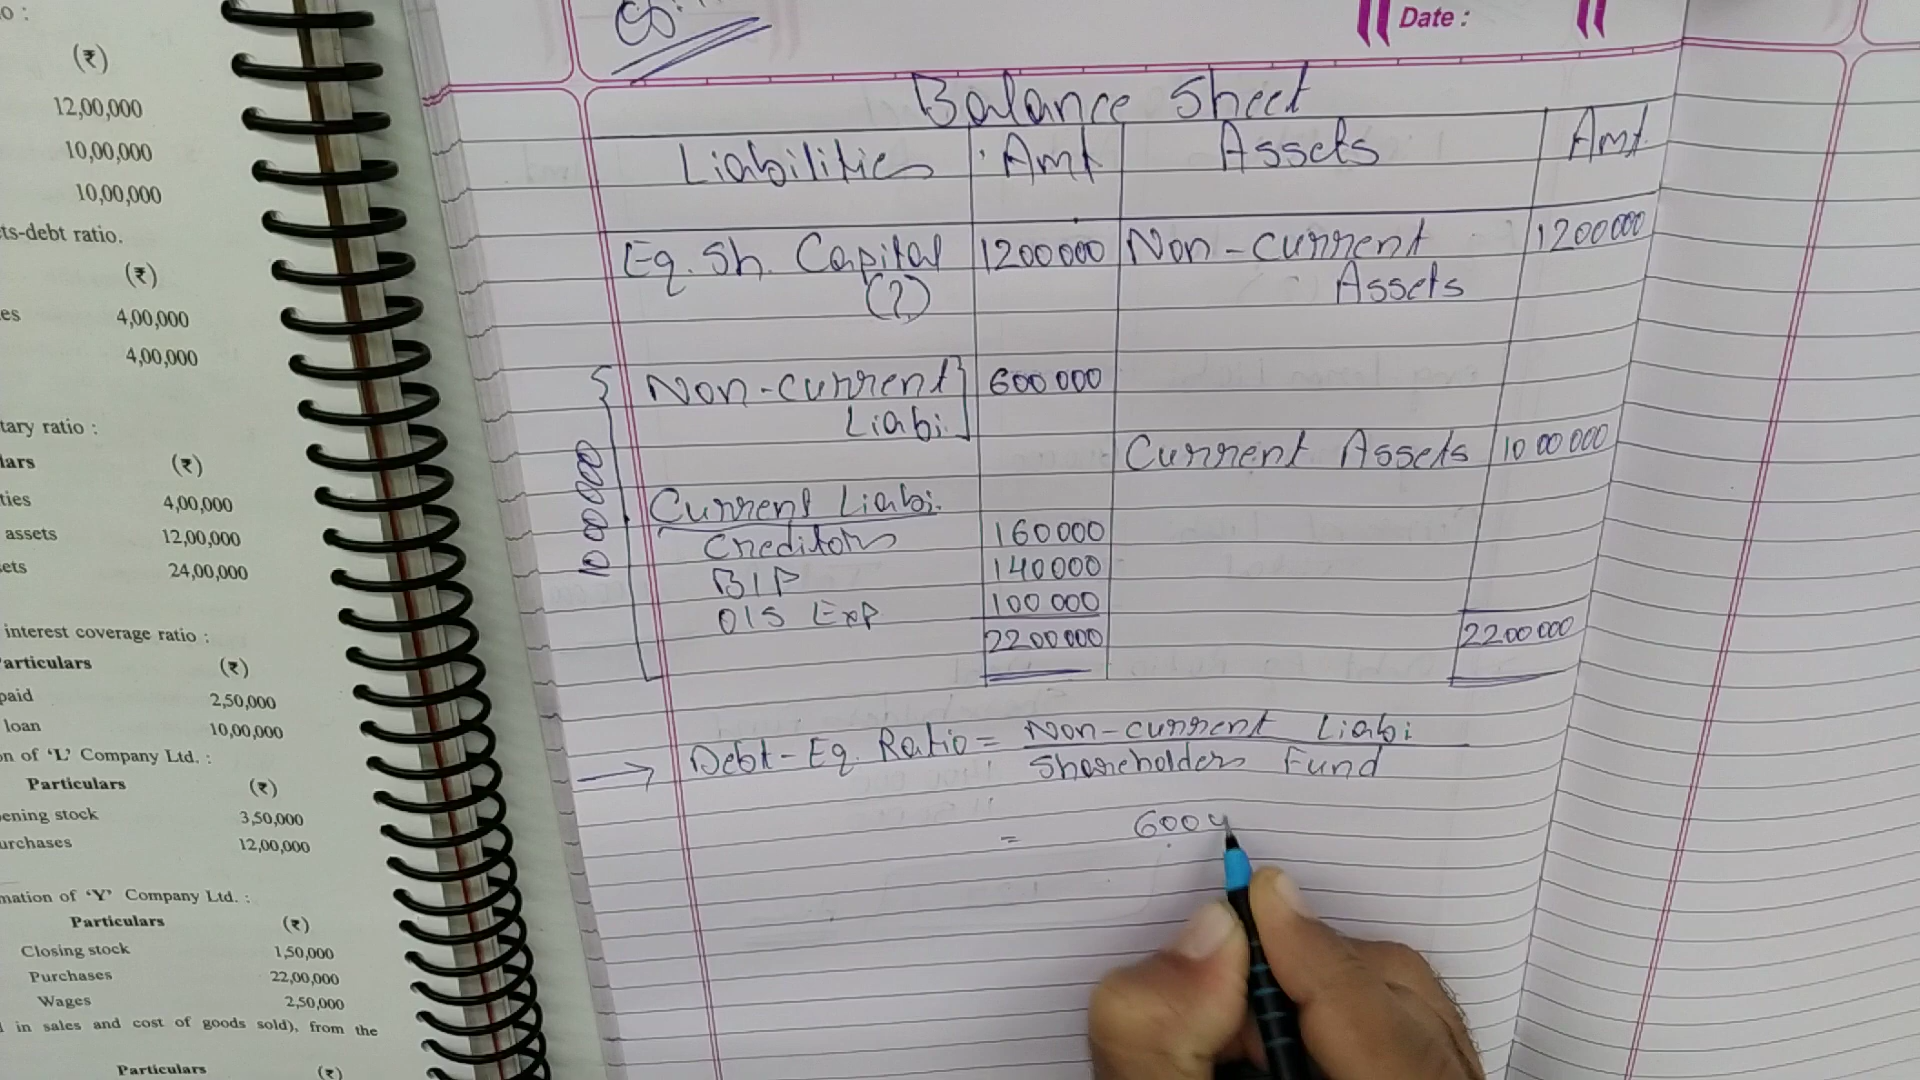 o :
(₹)
12,00,000
10,00,000
10,00,000
ts-debt ratio.
(₹)
es 4,00,000
4,00,000
tary ratio :
lars (₹)
ties 4,00,000
assets 12,00,000
ets 24,00,000
interest coverage ratio :
articulars (₹)
paid 2,50,000
loan 10,00,000
on of ‘L’ Company Ltd. :
Particulars (₹)
ening stock 3,50,000
urchases 12,00,000
mation of ‘Y’ Company Ltd. :
Particulars (₹)
Closing stock 1,50,000
Purchases 22,00,000
Wages 2,50,000
in sales and cost of goods sold), from the
Particulars (₹)
Date :
Balance Sheet
Liabilities Amt Assets Amt.
Eq. Sh. Capital 1200000 Non-current 1200000
(?) Assets
Non-current 600000
Liabi.
Current Assets 1000000
1000000
Current Liabi.
Creditors 160000
B/P 140000
O/S Exp 100000
2200000 2200000
Debt-Eq. Ratio = Non-current Liabi
Shareholders Fund
= 600